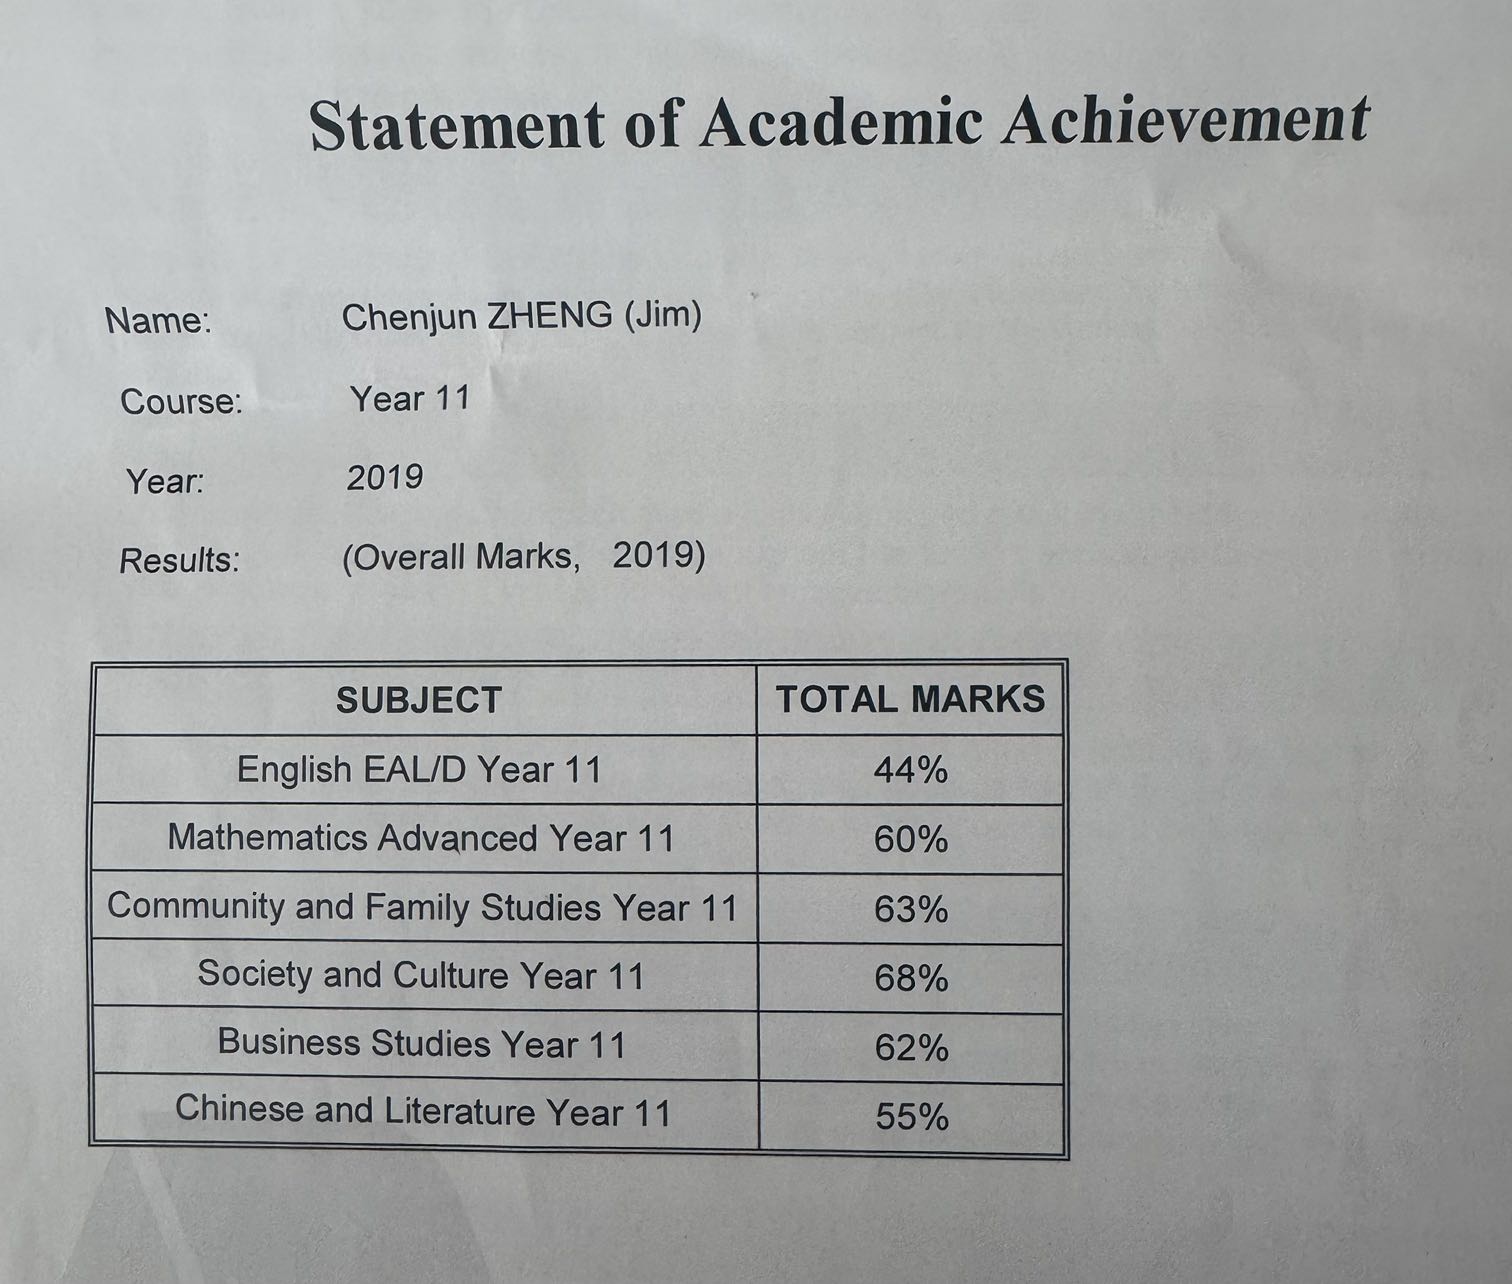 Statement of Academic Achievement
Name: Chenjun ZHENG (Jim)
Course: Year 11
Year: 2019
Results: (Overall Marks, 2019)
SUBJECT TOTAL MARKS
English EAL/D Year 11 44%
Mathematics Advanced Year 11 60%
Community and Family Studies Year 11 63%
Society and Culture Year 11 68%
Business Studies Year 11 62%
Chinese and Literature Year 11 55%